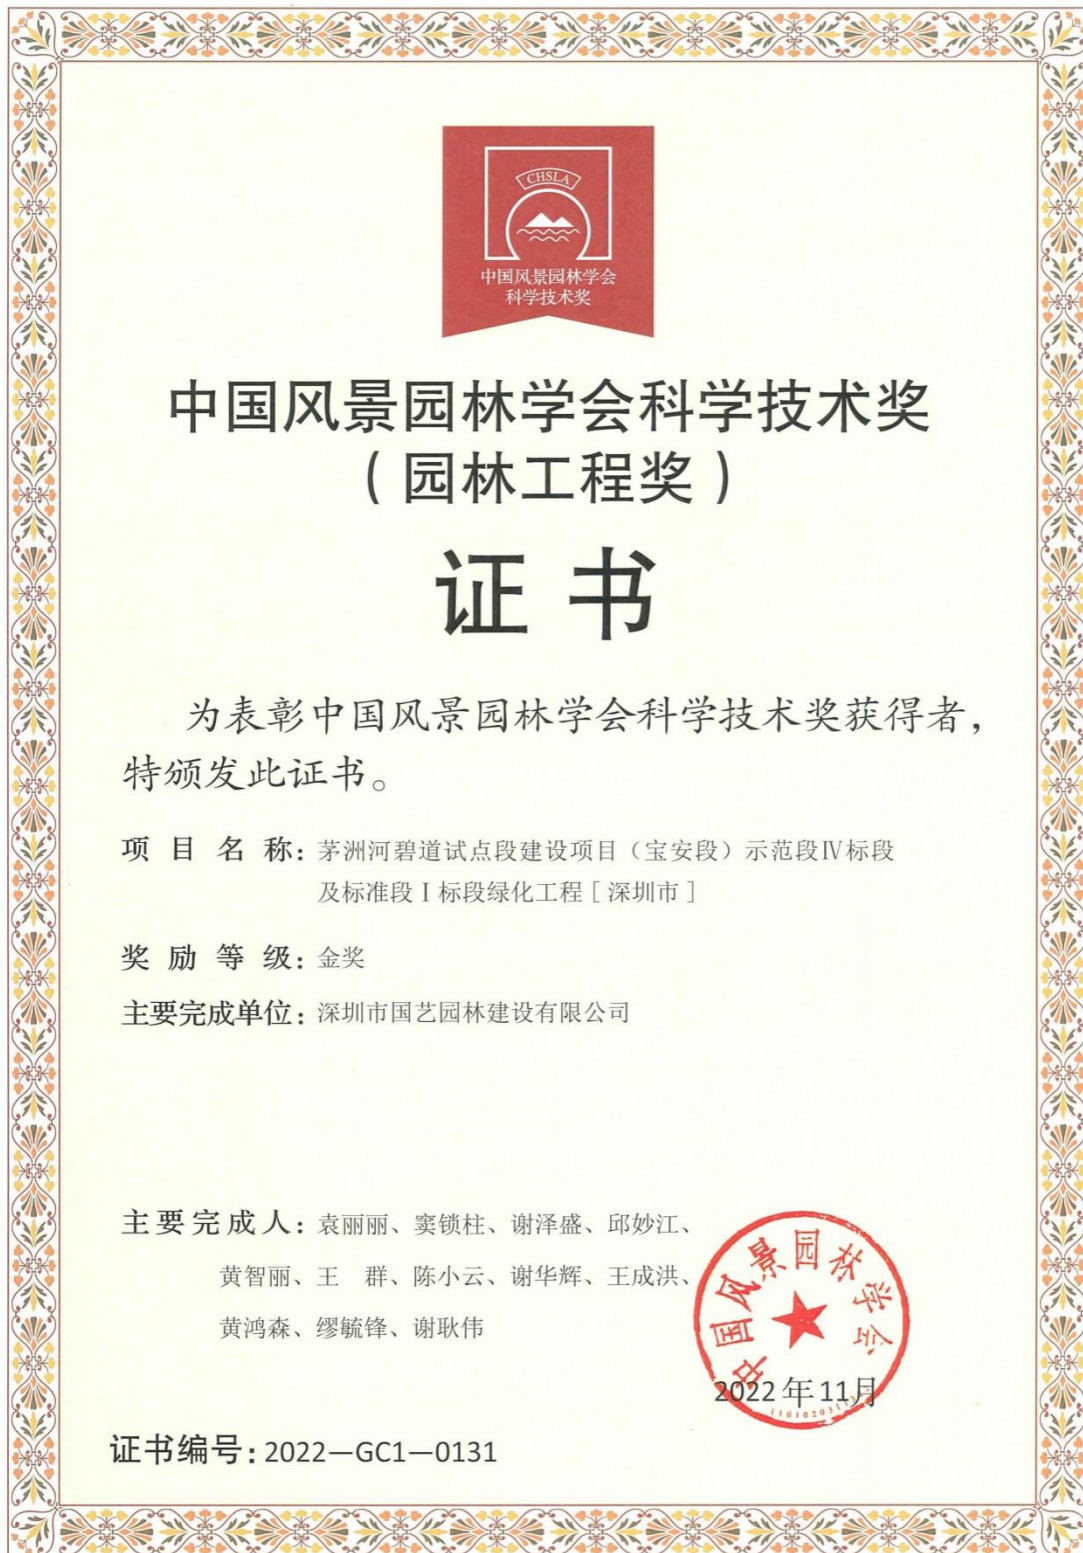 CHSLA
中国风景园林学会
科学技术奖
中国风景园林学会科学技术奖
（园林工程奖）
证书
为表彰中国风景园林学会科学技术奖获得者，
特颁发此证书。
项目名称：茅洲河碧道试点段建设项目（宝安段）示范段Ⅳ标段
及标准段Ⅰ标段绿化工程［深圳市］
奖励等级：金奖
主要完成单位：深圳市国艺园林建设有限公司
主要完成人：袁丽丽、窦锁柱、谢泽盛、邱妙江、
黄智丽、王 群、陈小云、谢华辉、王成洪、
黄鸿森、缪毓锋、谢耿伟
中国风景园林学会
2022年11月
证书编号：2022—GC1—0131